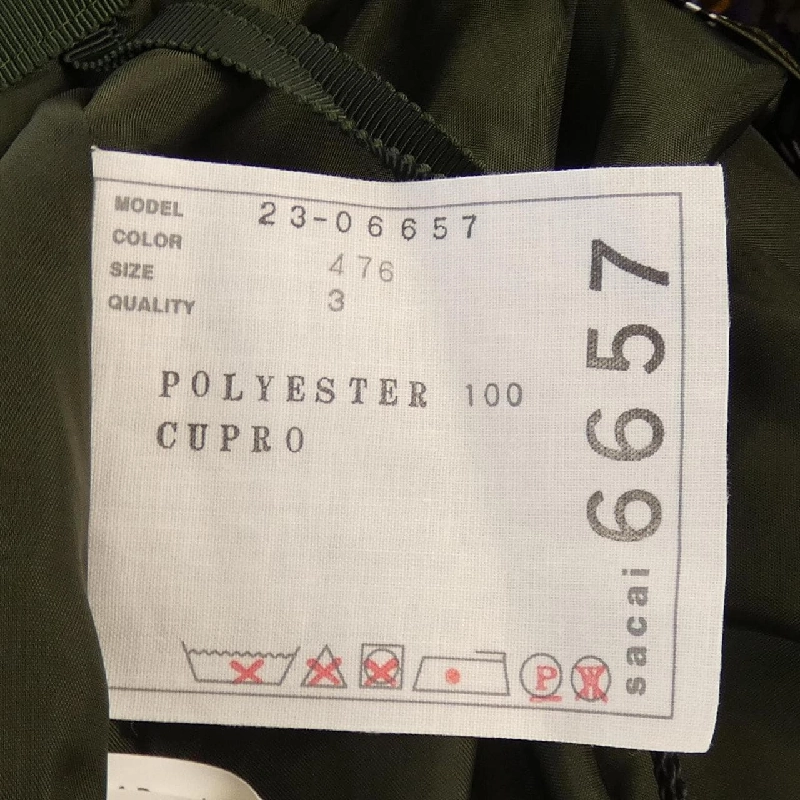 MODEL 23-06657
COLOR
SIZE 476
QUALITY 3
POLYESTER 100
CUPRO
sacai 6657
P
W